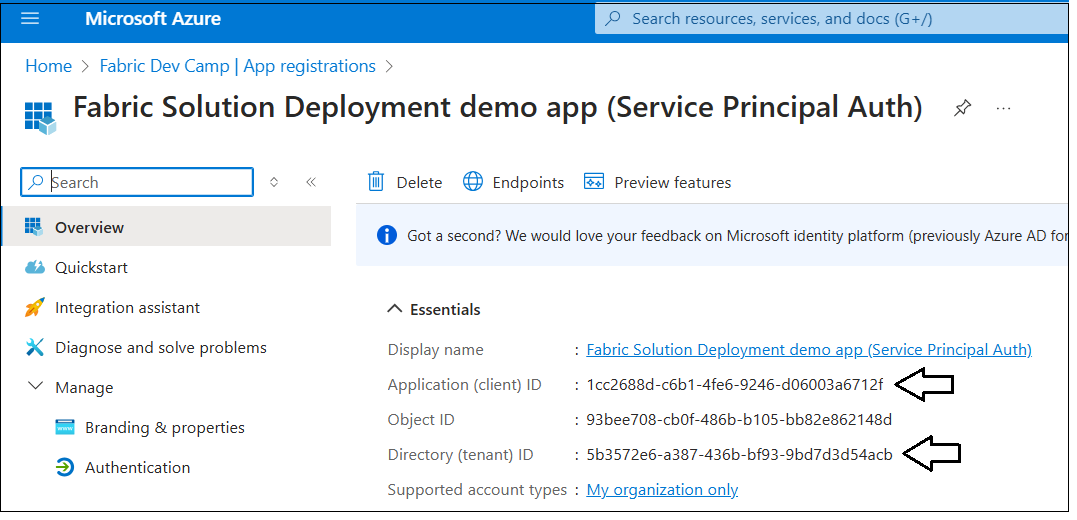 Microsoft Azure
Search resources, services, and docs (G+/)
Home > Fabric Dev Camp | App registrations >
Fabric Solution Deployment demo app (Service Principal Auth)
Search
Delete Endpoints Preview features
Overview
Got a second? We would love your feedback on Microsoft identity platform (previously Azure AD for
Quickstart
Integration assistant
Diagnose and solve problems
Manage
Branding & properties
Authentication
Essentials
Display name : Fabric Solution Deployment demo app (Service Principal Auth)
Application (client) ID : 1cc2688d-c6b1-4fe6-9246-d06003a6712f
Object ID : 93bee708-cb0f-486b-b105-bb82e862148d
Directory (tenant) ID : 5b3572e6-a387-436b-bf93-9bd7d3d54acb
Supported account types : My organization only